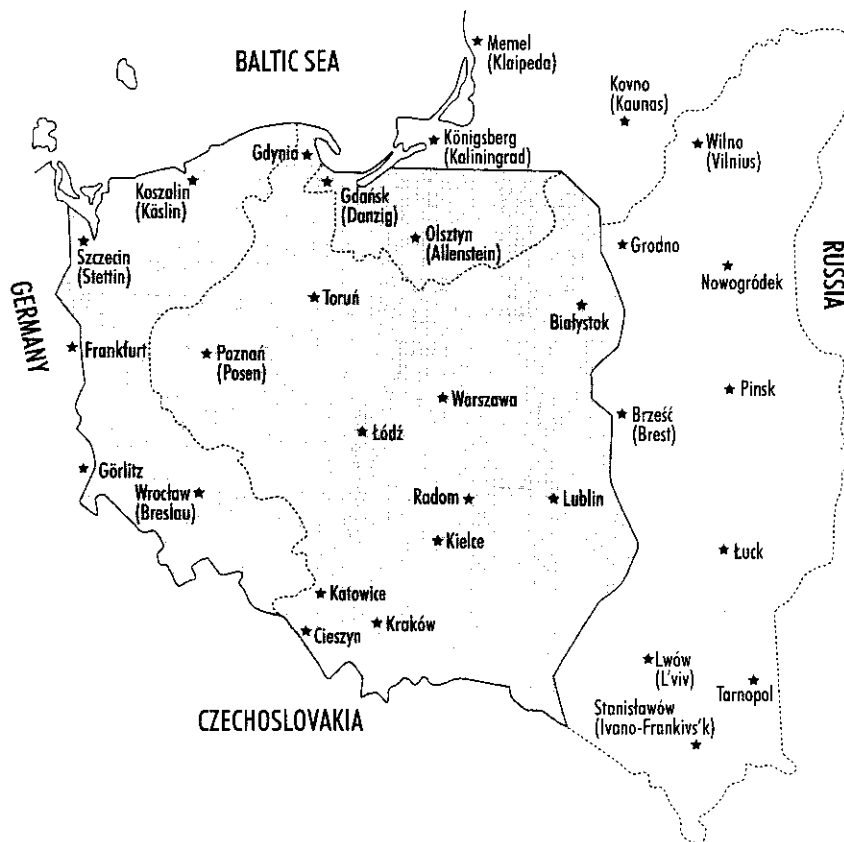 BALTIC SEA
Memel
(Klaipeda)
Kovno
(Kaunas)
Wilno
(Vilnius)
Gdynia
Königsberg
(Kaliningrad)
Koszalin
(Käslin)
Gdańsk
(Danzig)
Olsztyn
(Allenstein)
Szczecin
(Stettin)
Grodno
Nowogródek
RUSSIA
GERMANY
Toruń
Białystok
Frankfurt
Poznań
(Posen)
Warszawa
Pinsk
Brześć
(Brest)
Łódź
Görlitz
Wrocław
(Breslau)
Radom
Lublin
Kielce
Łuck
Katowice
Kraków
Cieszyn
Lwów
(L'viv)
Tarnopol
Stanisławów
(Ivano-Frankivs'k)
CZECHOSLOVAKIA